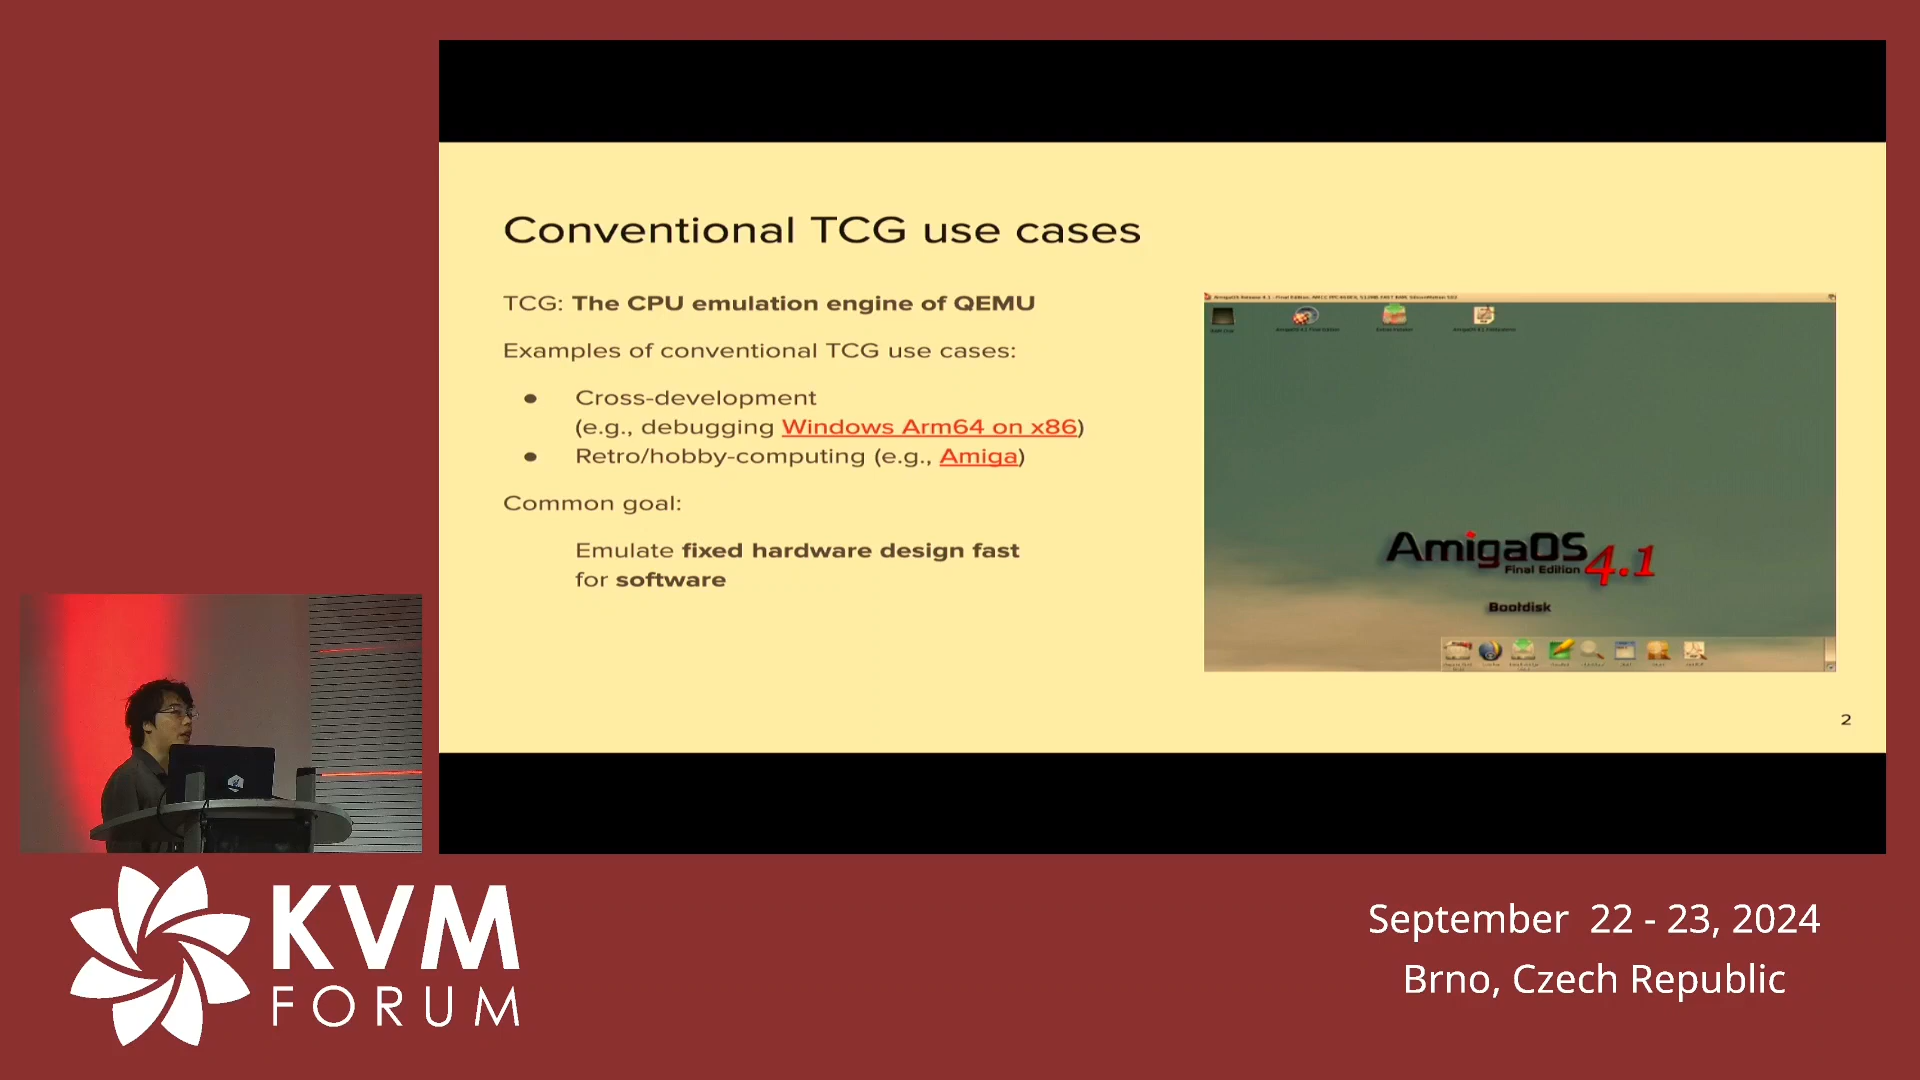 Conventional TCG use cases
TCG: The CPU emulation engine of QEMU
Examples of conventional TCG use cases:
● Cross-development
(e.g., debugging Windows Arm64 on x86)
● Retro/hobby-computing (e.g., Amiga)
Common goal:
Emulate fixed hardware design fast
for software
AmigaOS 4.1
Final Edition
Bootdisk
2
KVM
FORUM
September 22 - 23, 2024
Brno, Czech Republic